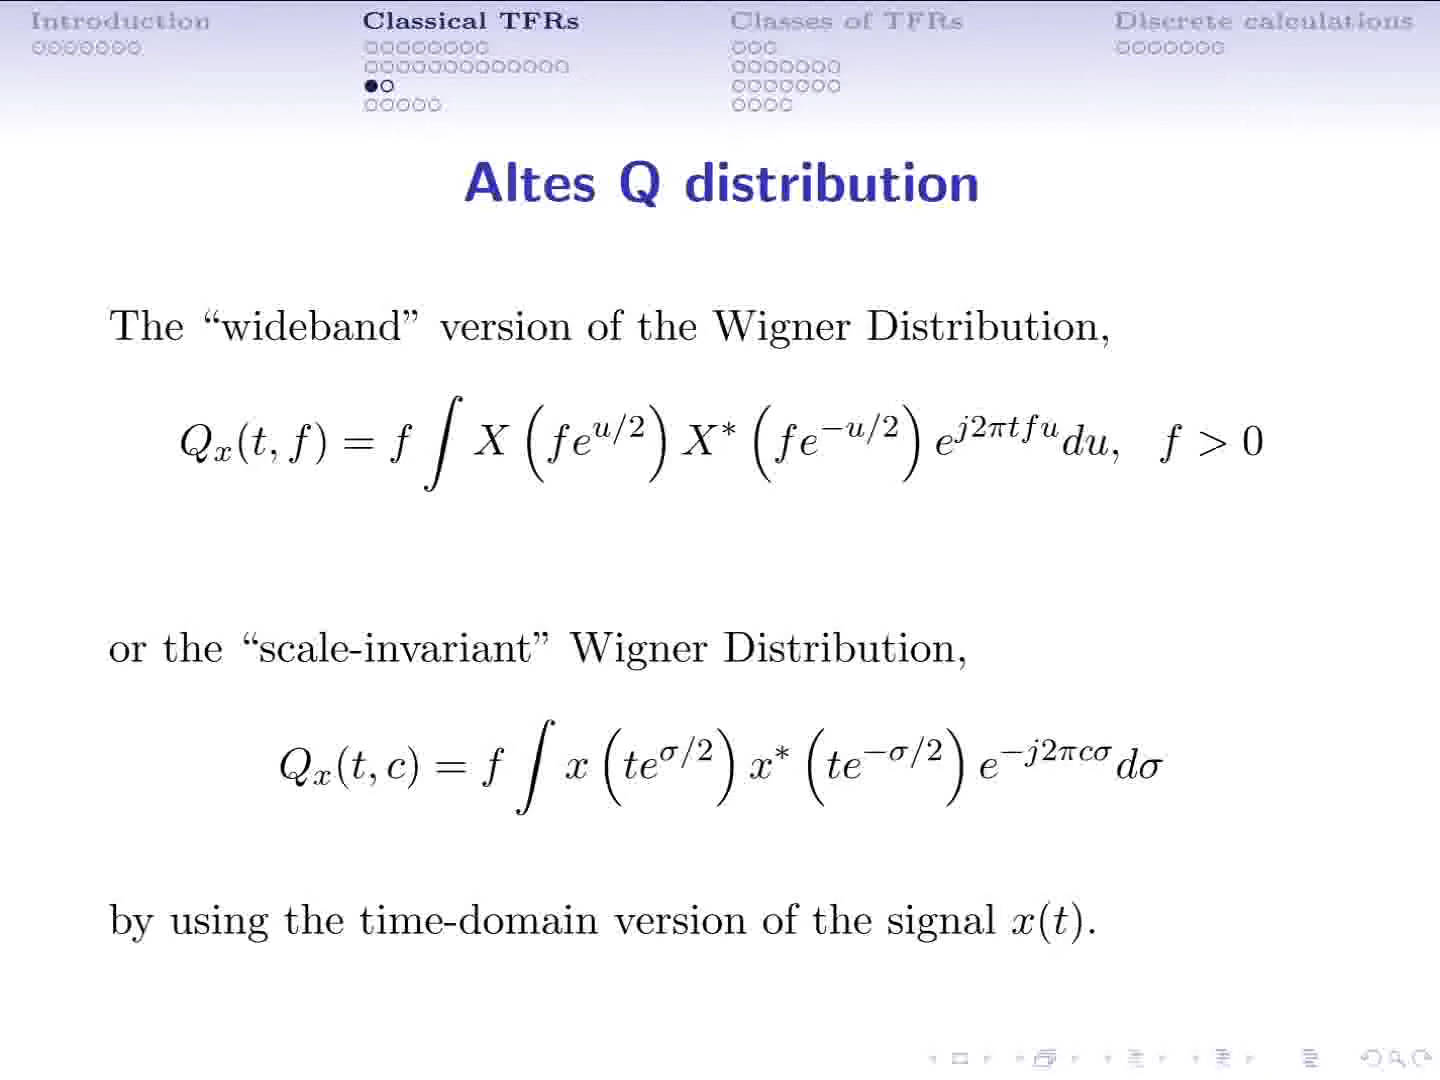 Introduction Classical TFRs Classes of TFRs Discrete calculations
Altes Q distribution
The “wideband” version of the Wigner Distribution,
Qₓ(t, f) = f ∫ X (fe^{u/2}) X* (fe^{−u/2}) e^{j2πtfu} du, f > 0
or the “scale-invariant” Wigner Distribution,
Qₓ(t, c) = f ∫ x (te^{σ/2}) x* (te^{−σ/2}) e^{−j2πcσ} dσ
by using the time-domain version of the signal x(t).